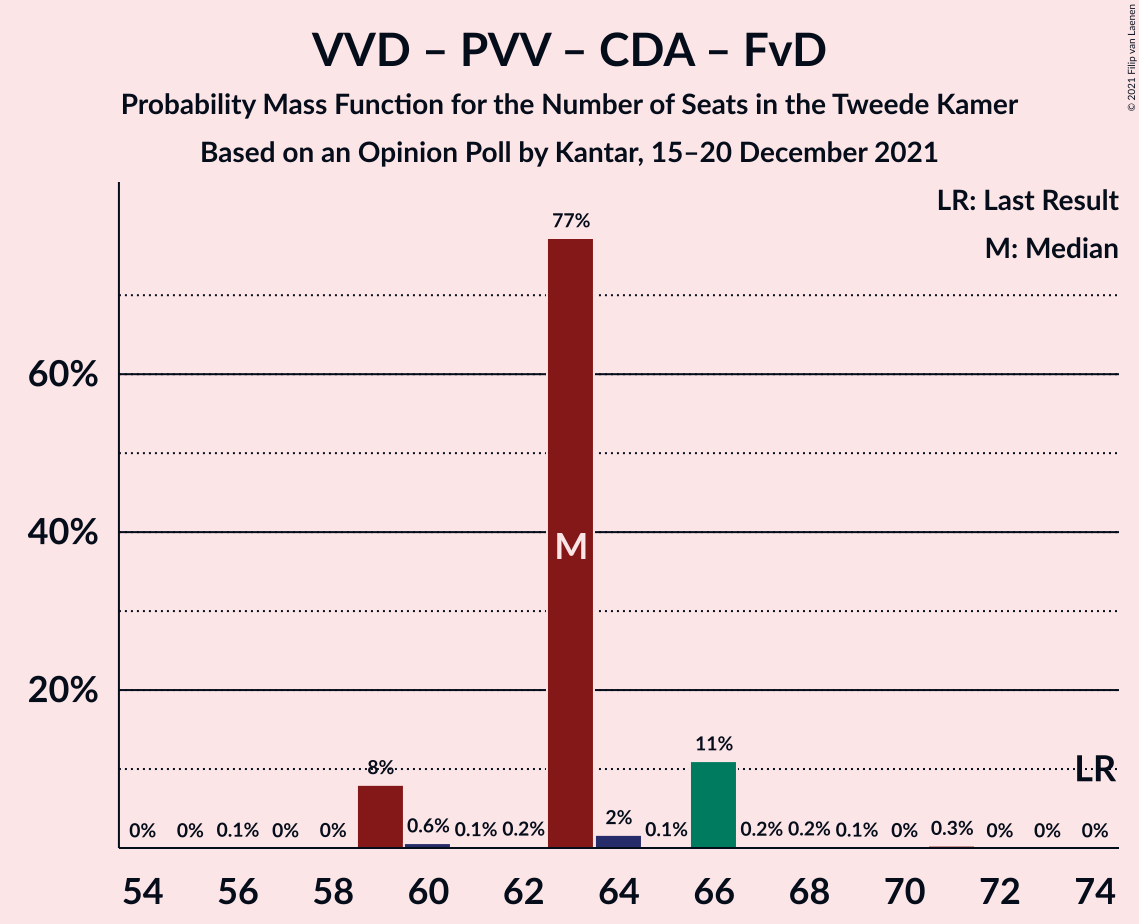 VVD – PVV – CDA – FvD
Probability Mass Function for the Number of Seats in the Tweede Kamer
Based on an Opinion Poll by Kantar, 15–20 December 2021
© 2021 Filip van Laenen
LR: Last Result
M: Median
77%
60%
40%
M
20%
11%
8%
LR
0% 0% 0.1% 0% 0% 0.6% 0.1% 0.2% 2% 0.1% 0.2% 0.2% 0.1% 0% 0.3% 0% 0% 0%
54 56 58 60 62 64 66 68 70 72 74